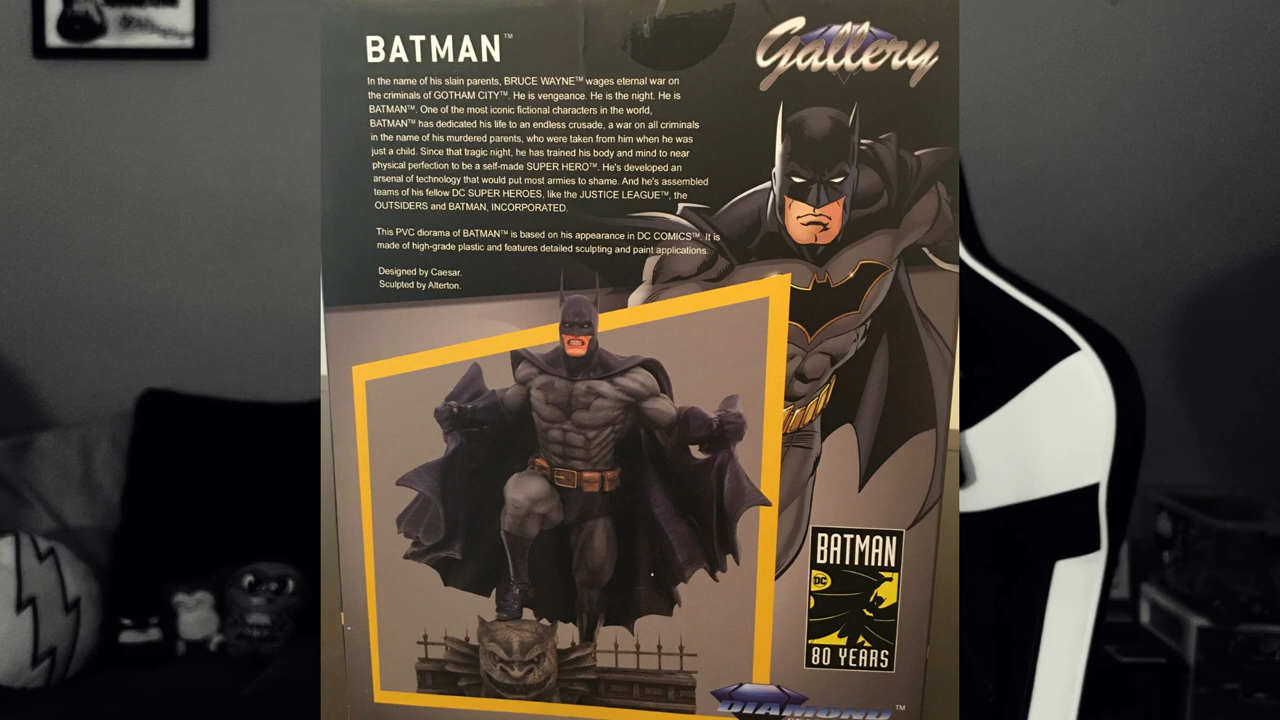 BATMAN™
Gallery
In the name of his slain parents, BRUCE WAYNE™ wages eternal war on
the criminals of GOTHAM CITY™. He is vengeance. He is the night. He is
BATMAN™. One of the most iconic fictional characters in the world,
BATMAN™ has dedicated his life to an endless crusade, a war on all criminals
in the name of his murdered parents, who were taken from him when he was
just a child. Since that tragic night, he has trained his body and mind to near
physical perfection to be a self-made SUPER HERO™. He's developed an
arsenal of technology that would put most armies to shame. And he's assembled
teams of his fellow DC SUPER HEROES, like the JUSTICE LEAGUE™, the
OUTSIDERS and BATMAN, INCORPORATED.
This PVC diorama of BATMAN™ is based on his appearance in DC COMICS™. It is
made of high-grade plastic and features detailed sculpting and paint applications.
Designed by Caesar.
Sculpted by Alterton.
BATMAN
DC
80 YEARS
DIAMOND™